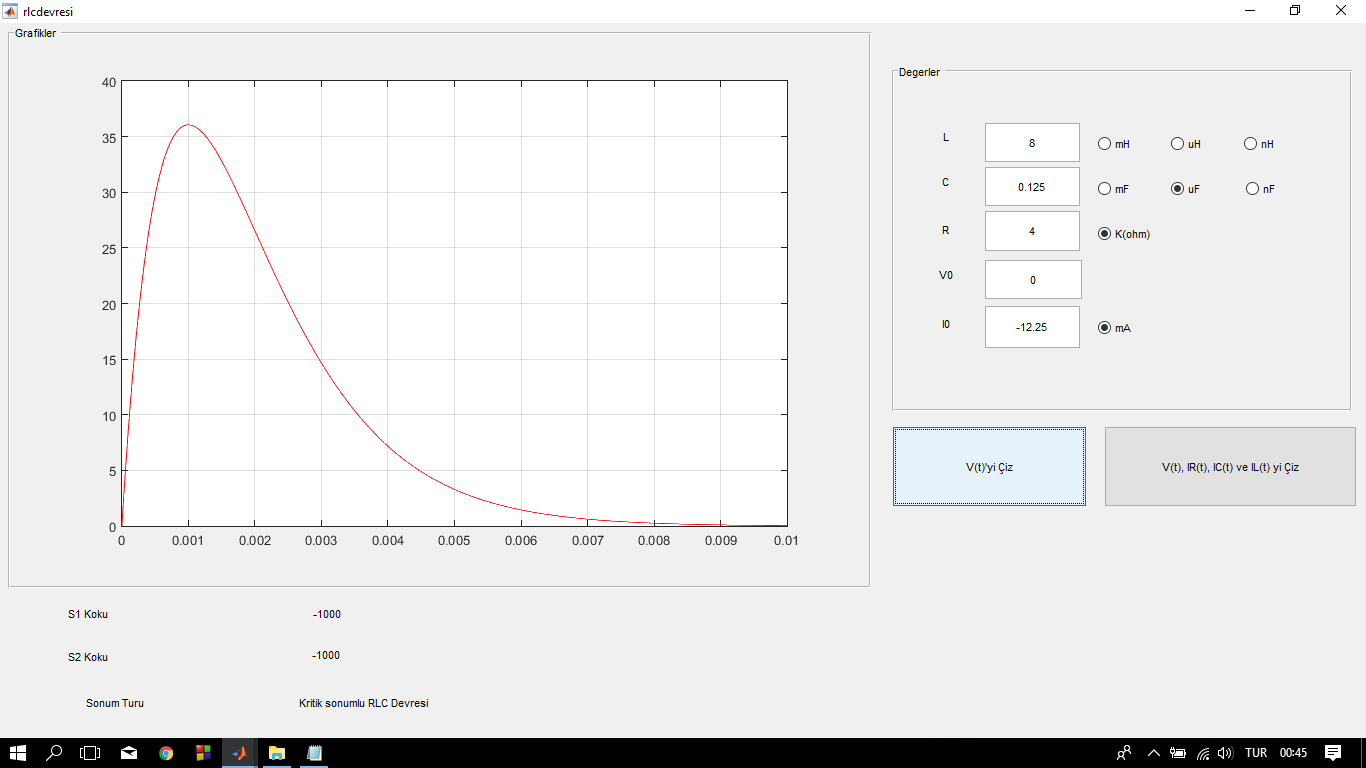 rlcdevresi
Grafikler
40
35
30
25
20
15
10
5
0
0 0.001 0.002 0.003 0.004 0.005 0.006 0.007 0.008 0.009 0.01
S1 Koku -1000
S2 Koku -1000
Sonum Turu Kritik sonumlu RLC Devresi
Degerler
L 8 mH uH nH
C 0.125 mF uF nF
R 4 K(ohm)
V0 0
I0 -12.25 mA
V(t)'yi Çiz
V(t), IR(t), IC(t) ve IL(t) yi Çiz
TUR 00:45